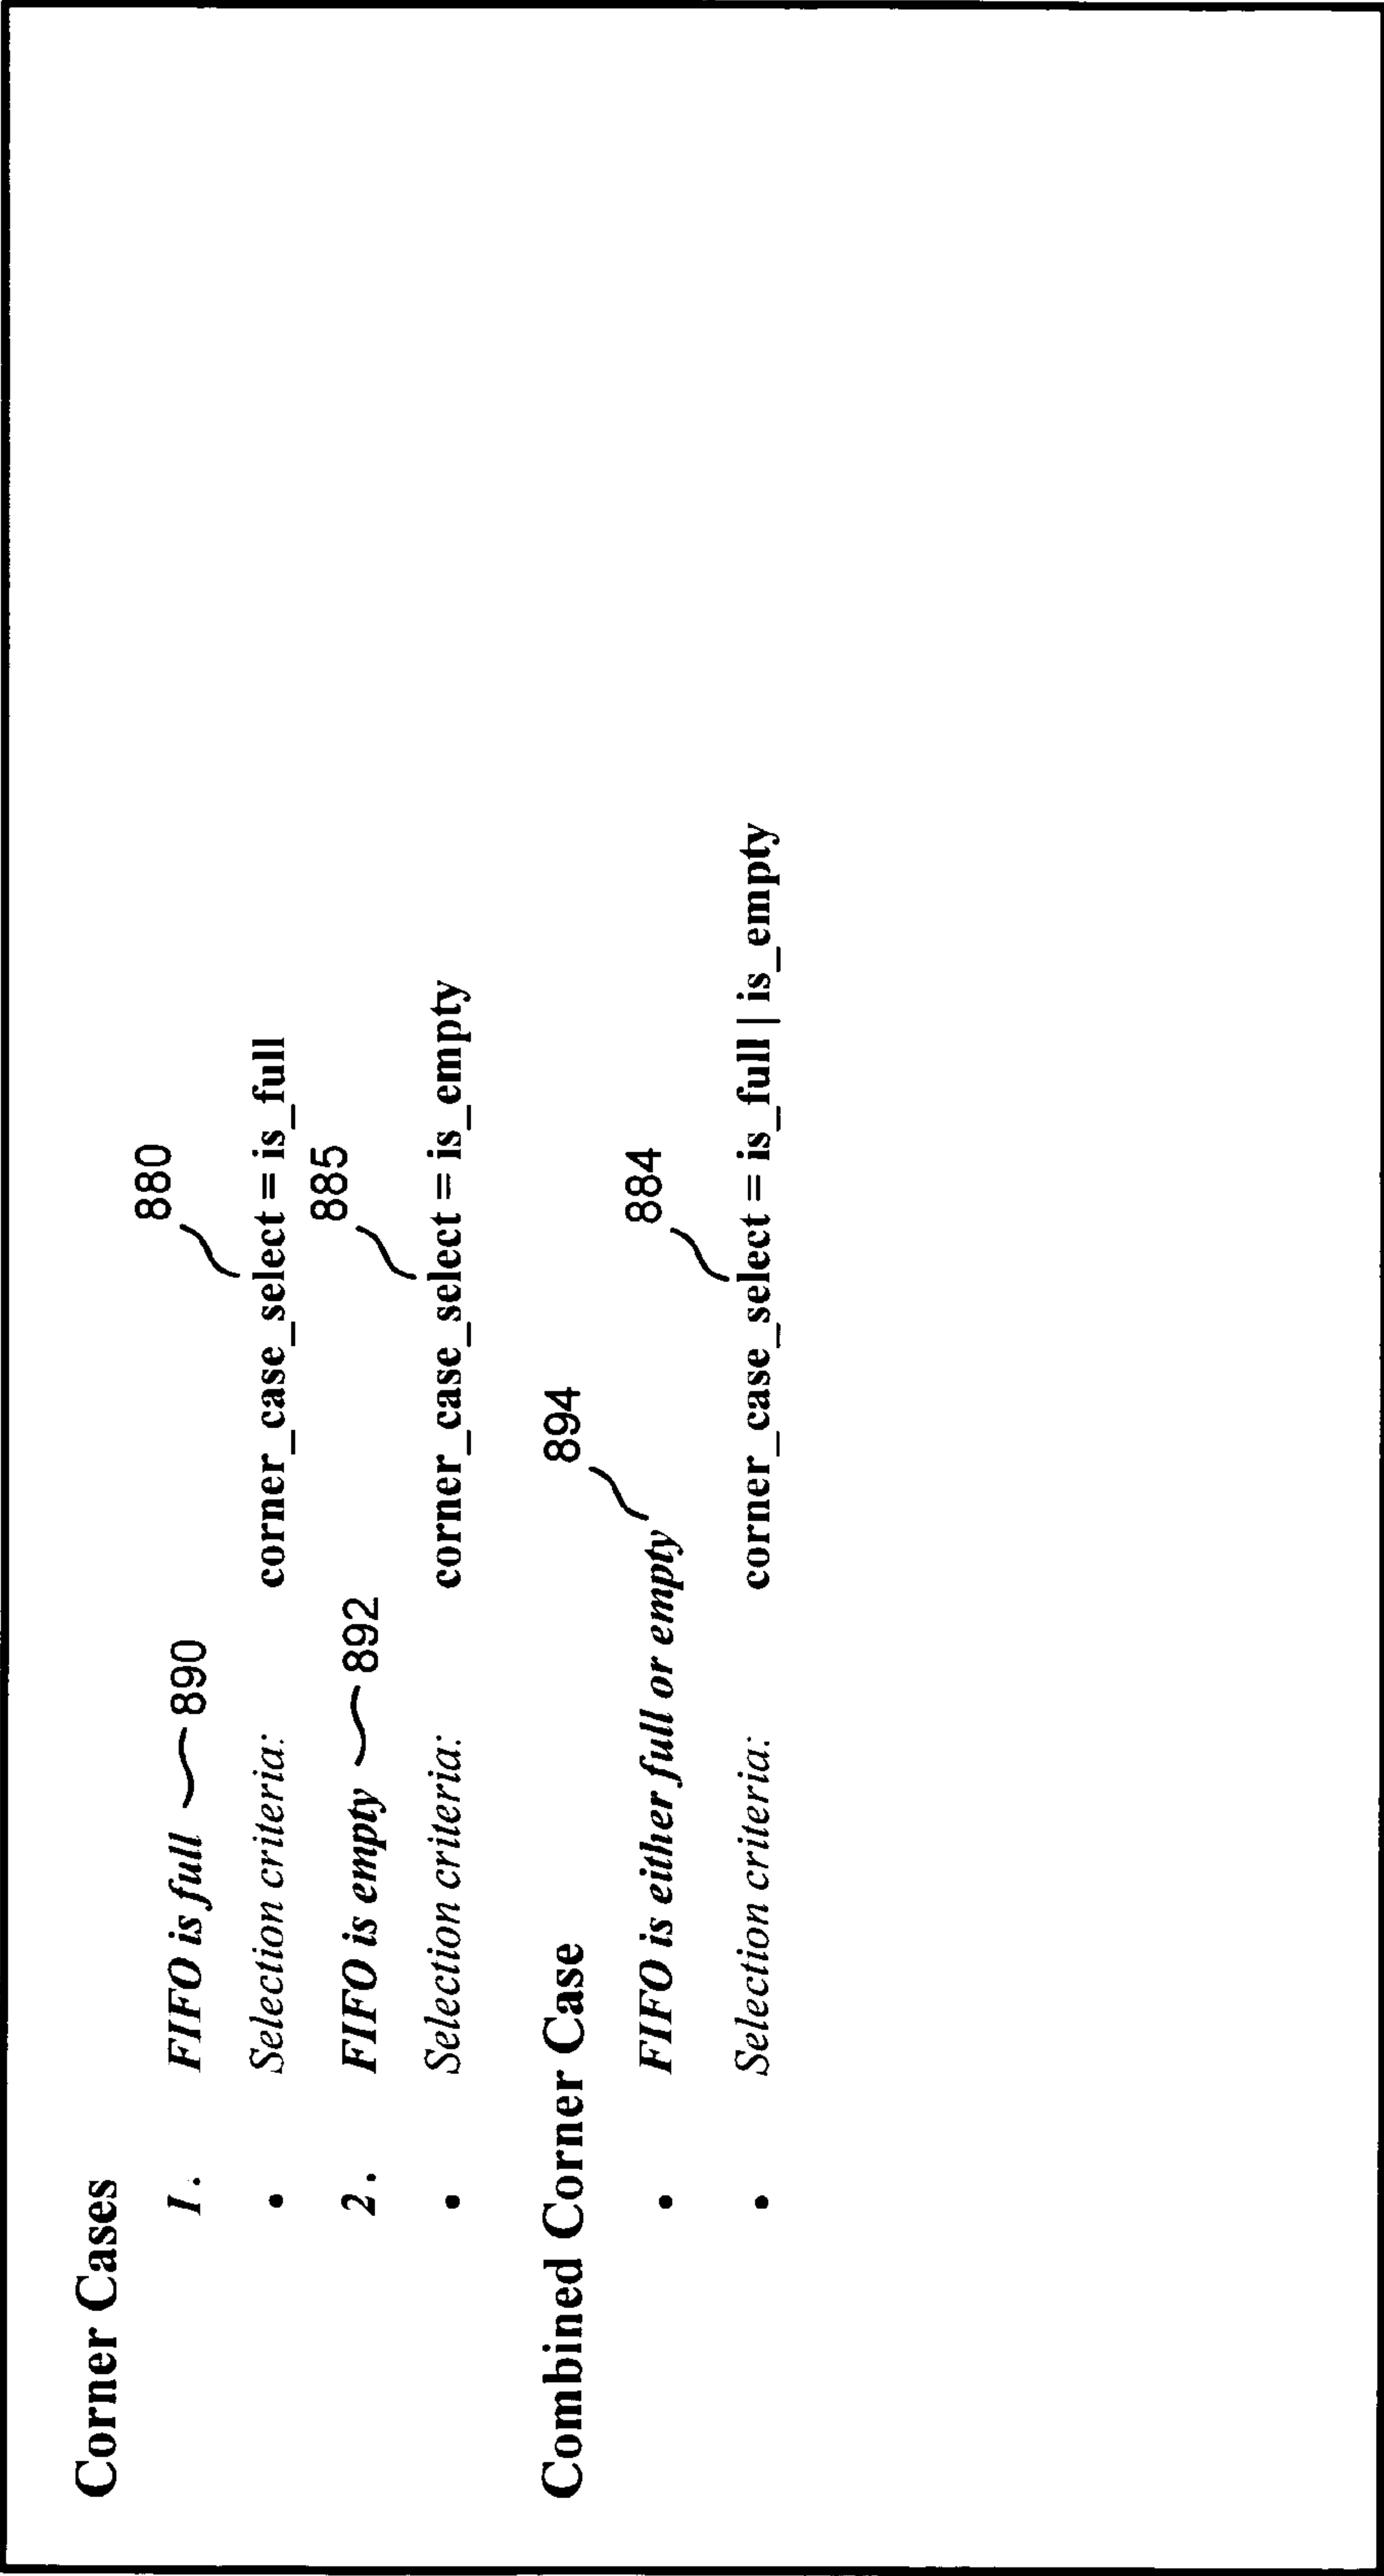 Corner Cases
880
1. FIFO is full 890
• Selection criteria: corner_case_select = is_full
885
2. FIFO is empty 892
• Selection criteria: corner_case_select = is_empty
Combined Corner Case 894
884
• FIFO is either full or empty
• Selection criteria: corner_case_select = is_full | is_empty